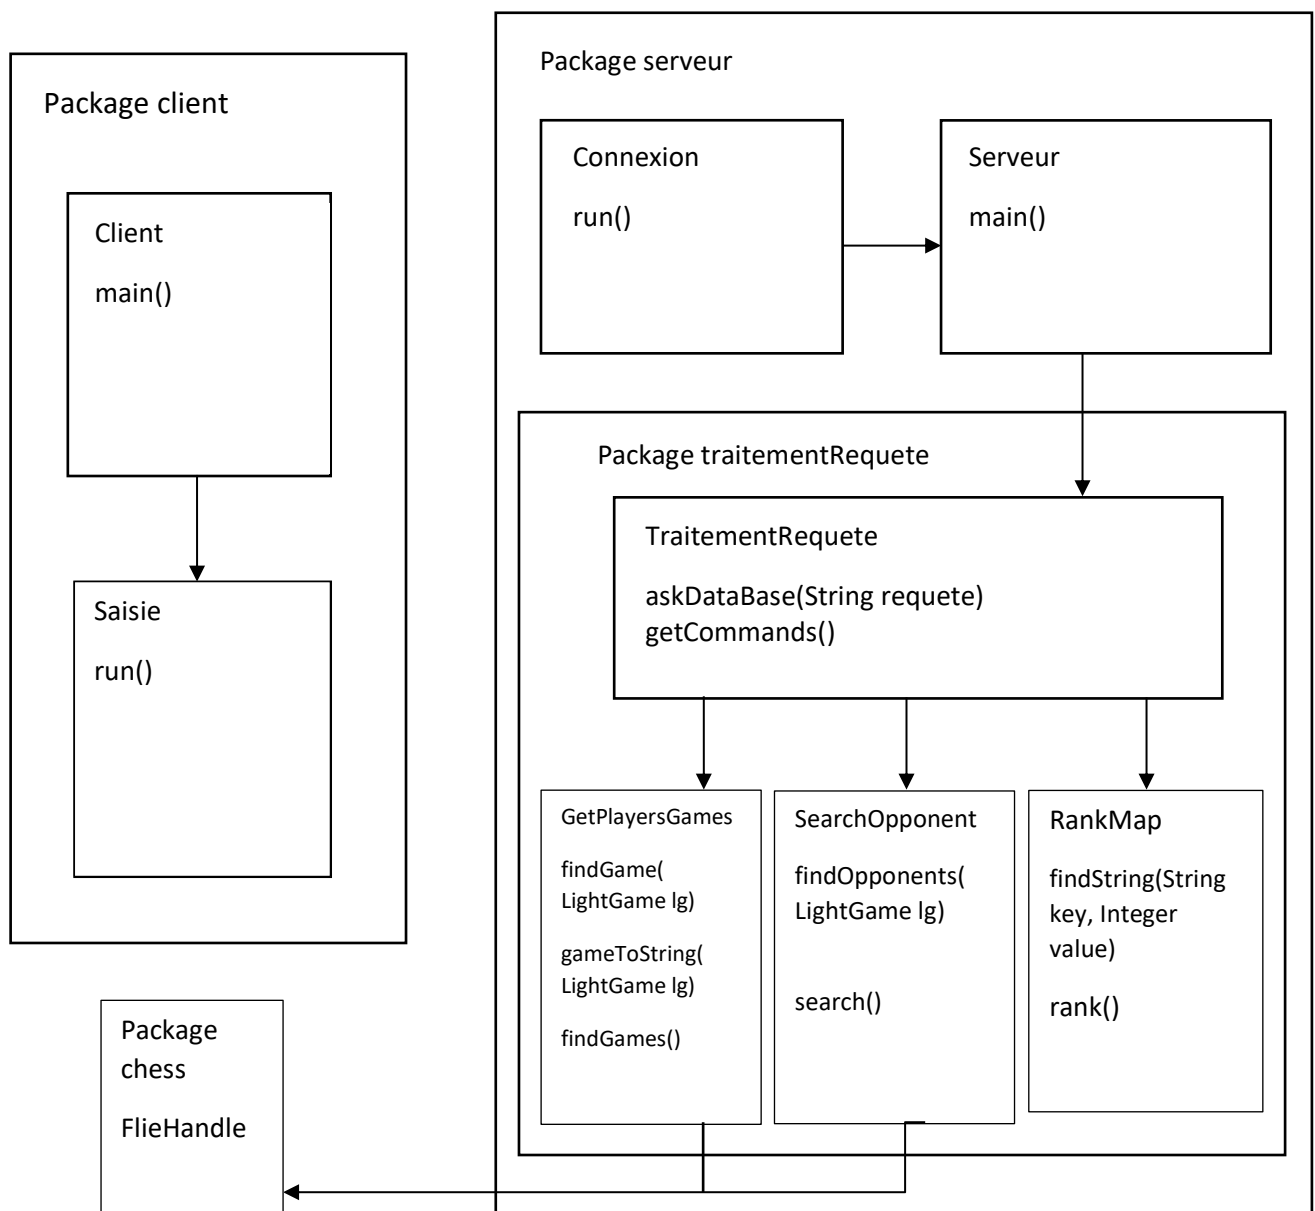 Package client
Client
main()
Saisie
run()
Package chess
FlieHandle
Package serveur
Connexion
run()
Serveur
main()
Package traitementRequete
TraitementRequete
askDataBase(String requete)
getCommands()
GetPlayersGames
findGame(
LightGame lg)
gameToString(
LightGame lg)
findGames()
SearchOpponent
findOpponents(
LightGame lg)
search()
RankMap
findString(String
key, Integer
value)
rank()